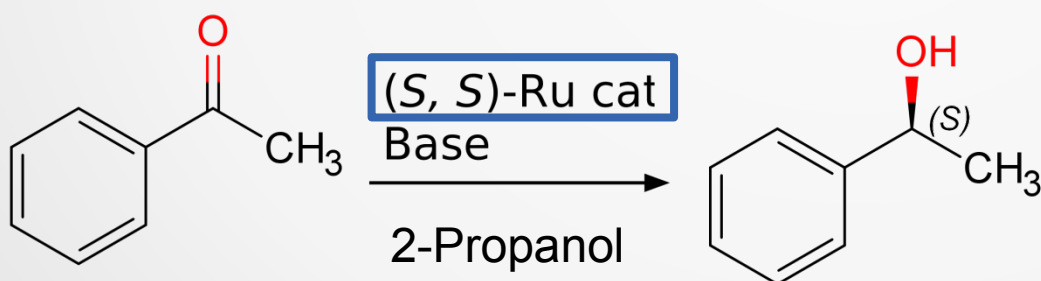 O
CH3
(S, S)-Ru cat
Base
2-Propanol
OH
(S)
CH3